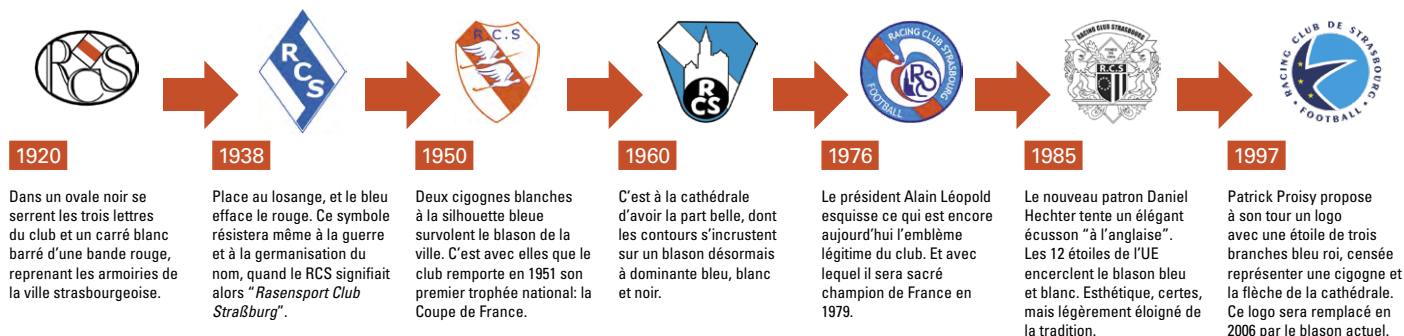 RCS
RCS
R.C.S
RCS
RACING CLUB STRASBOURG
RCS
FOOTBALL
RACING CLUB STRASBOURG
R.C.S
RACING CLUB DE STRASBOURG
• FOOTBALL •
1920
Dans un ovale noir se
serrent les trois lettres
du club et un carré blanc
barré d’une bande rouge,
reprenant les armoiries de
la ville strasbourgeoise.
1938
Place au losange, et le bleu
efface le rouge. Ce symbole
résistera même à la guerre
et à la germanisation du
nom, quand le RCS signifiait
alors “Rasensport Club
Straßburg”.
1950
Deux cigognes blanches
à la silhouette bleue
survolent le blason de la
ville. C’est avec elles que le
club remporte en 1951 son
premier trophée national: la
Coupe de France.
1960
C’est à la cathédrale
d’avoir la part belle, dont
les contours s’incrustent
sur un blason désormais
à dominante bleu, blanc
et noir.
1976
Le président Alain Léopold
esquisse ce qui est encore
aujourd’hui l’emblème
légitime du club. Et avec
lequel il sera sacré
champion de France en
1979.
1985
Le nouveau patron Daniel
Hechter tente un élégant
écusson “à l’anglaise”.
Les 12 étoiles de l’UE
encerclent le blason bleu
et blanc. Esthétique, certes,
mais légèrement éloigné de
la tradition.
1997
Patrick Proisy propose
à son tour un logo
avec une étoile de trois
branches bleu roi, censée
représenter une cigogne et
la flèche de la cathédrale.
Ce logo sera remplacé en
2006 par le blason actuel.